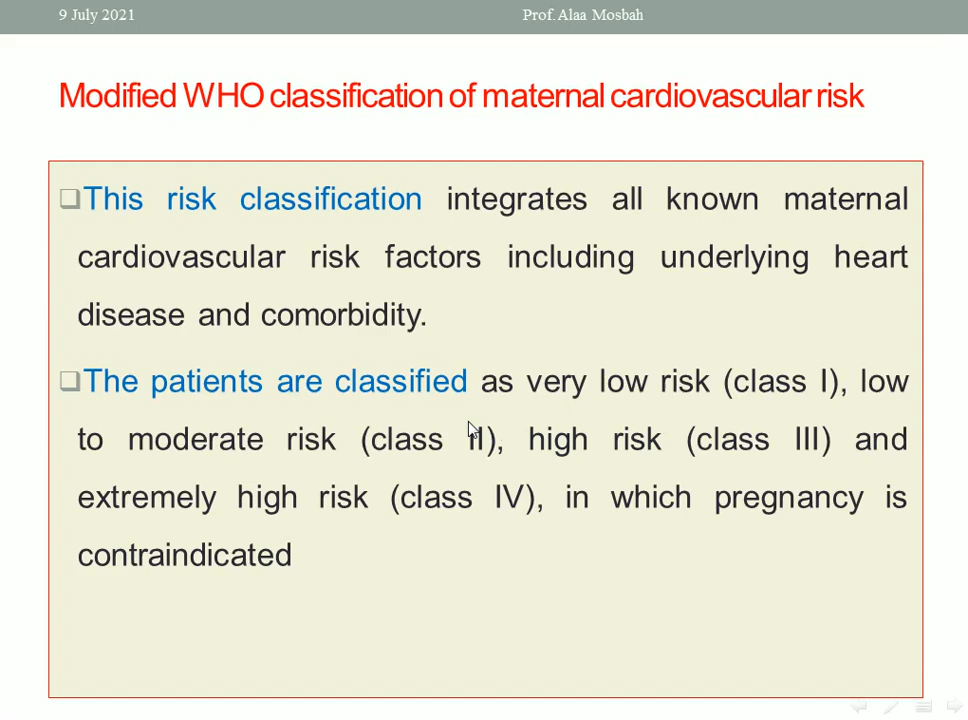 9 July 2021
Prof. Alaa Mosbah
Modified WHO classification of maternal cardiovascular risk
This risk classification integrates all known maternal
cardiovascular risk factors including underlying heart
disease and comorbidity.
The patients are classified as very low risk (class I), low
to moderate risk (class II), high risk (class III) and
extremely high risk (class IV), in which pregnancy is
contraindicated